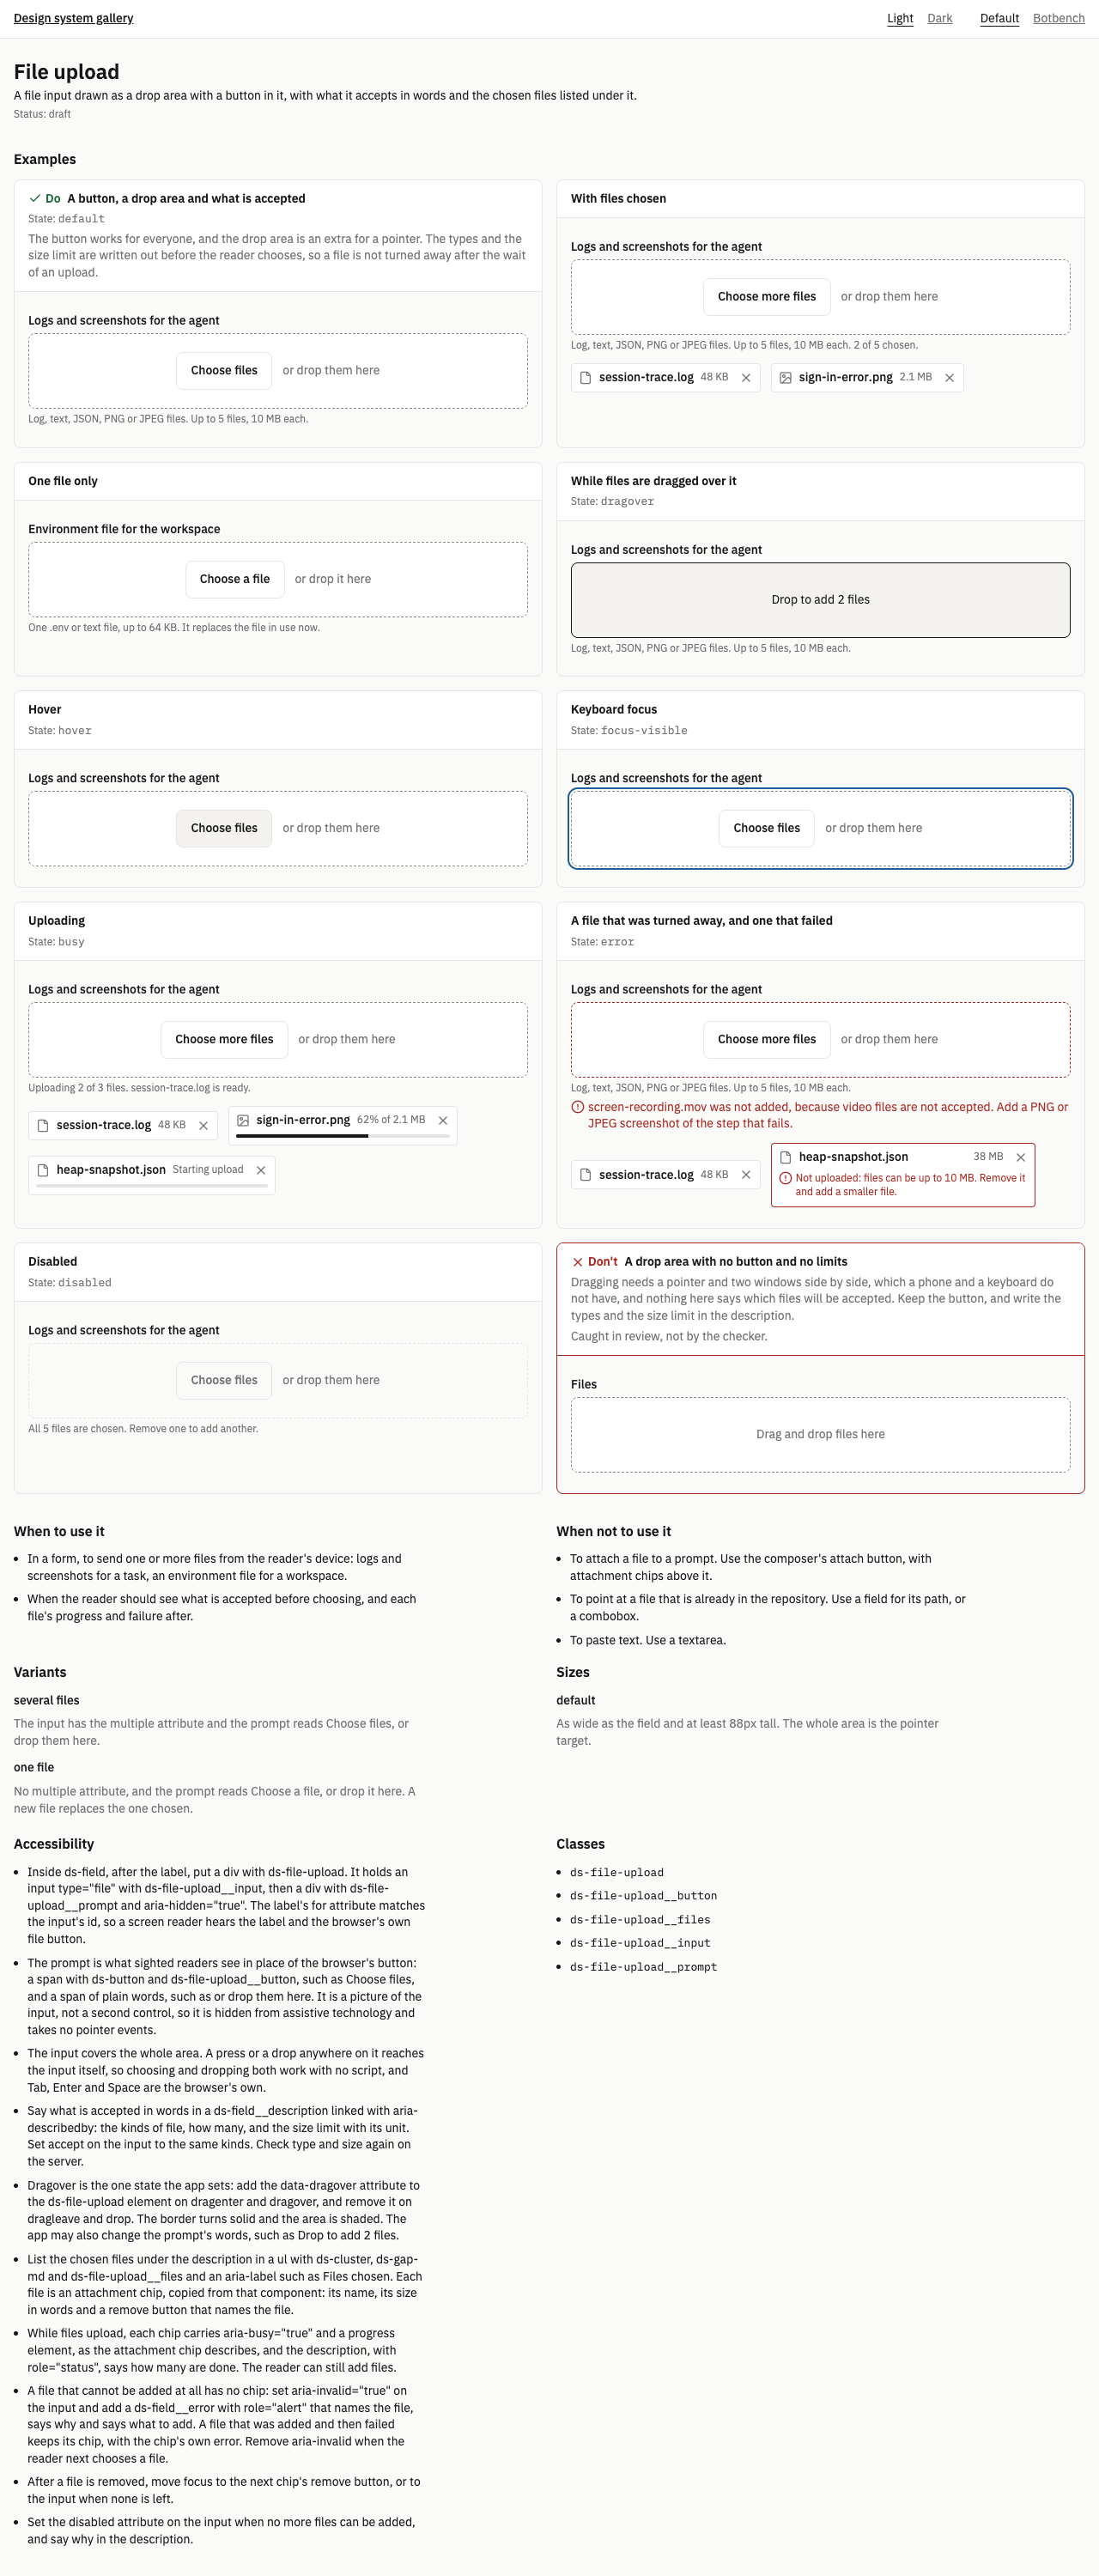 Design system gallery
Light Dark Default Botbench
File upload
A file input drawn as a drop area with a button in it, with what it accepts in words and the chosen files listed under it.
Status: draft
Examples
Do A button, a drop area and what is accepted
State: default
The button works for everyone, and the drop area is an extra for a pointer. The types and the
size limit are written out before the reader chooses, so a file is not turned away after the wait
of an upload.
Logs and screenshots for the agent
Choose files or drop them here
Log, text, JSON, PNG or JPEG files. Up to 5 files, 10 MB each.
With files chosen
Logs and screenshots for the agent
Choose more files or drop them here
Log, text, JSON, PNG or JPEG files. Up to 5 files, 10 MB each. 2 of 5 chosen.
session-trace.log 48 KB sign-in-error.png 2.1 MB
One file only
Environment file for the workspace
Choose a file or drop it here
One .env or text file, up to 64 KB. It replaces the file in use now.
While files are dragged over it
State: dragover
Logs and screenshots for the agent
Drop to add 2 files
Log, text, JSON, PNG or JPEG files. Up to 5 files, 10 MB each.
Hover
State: hover
Logs and screenshots for the agent
Choose files or drop them here
Keyboard focus
State: focus-visible
Logs and screenshots for the agent
Choose files or drop them here
Uploading
State: busy
Logs and screenshots for the agent
Choose more files or drop them here
Uploading 2 of 3 files. session-trace.log is ready.
session-trace.log 48 KB sign-in-error.png 62% of 2.1 MB
heap-snapshot.json Starting upload
A file that was turned away, and one that failed
State: error
Logs and screenshots for the agent
Choose more files or drop them here
Log, text, JSON, PNG or JPEG files. Up to 5 files, 10 MB each.
screen-recording.mov was not added, because video files are not accepted. Add a PNG or
JPEG screenshot of the step that fails.
session-trace.log 48 KB heap-snapshot.json 38 MB
Not uploaded: files can be up to 10 MB. Remove it
and add a smaller file.
Disabled
State: disabled
Logs and screenshots for the agent
Choose files or drop them here
All 5 files are chosen. Remove one to add another.
Don't A drop area with no button and no limits
Dragging needs a pointer and two windows side by side, which a phone and a keyboard do
not have, and nothing here says which files will be accepted. Keep the button, and write the
types and the size limit in the description.
Caught in review, not by the checker.
Files
Drag and drop files here
When to use it
In a form, to send one or more files from the reader's device: logs and
screenshots for a task, an environment file for a workspace.
When the reader should see what is accepted before choosing, and each
file's progress and failure after.
When not to use it
To attach a file to a prompt. Use the composer's attach button, with
attachment chips above it.
To point at a file that is already in the repository. Use a field for its path, or
a combobox.
To paste text. Use a textarea.
Variants
several files
The input has the multiple attribute and the prompt reads Choose files, or
drop them here.
one file
No multiple attribute, and the prompt reads Choose a file, or drop it here. A
new file replaces the one chosen.
Sizes
default
As wide as the field and at least 88px tall. The whole area is the pointer
target.
Accessibility
Inside ds-field, after the label, put a div with ds-file-upload. It holds an
input type="file" with ds-file-upload__input, then a div with ds-file-
upload__prompt and aria-hidden="true". The label's for attribute matches
the input's id, so a screen reader hears the label and the browser's own
file button.
The prompt is what sighted readers see in place of the browser's button:
a span with ds-button and ds-file-upload__button, such as Choose files,
and a span of plain words, such as or drop them here. It is a picture of the
input, not a second control, so it is hidden from assistive technology and
takes no pointer events.
The input covers the whole area. A press or a drop anywhere on it reaches
the input itself, so choosing and dropping both work with no script, and
Tab, Enter and Space are the browser's own.
Say what is accepted in words in a ds-field__description linked with aria-
describedby: the kinds of file, how many, and the size limit with its unit.
Set accept on the input to the same kinds. Check type and size again on
the server.
Dragover is the one state the app sets: add the data-dragover attribute to
the ds-file-upload element on dragenter and dragover, and remove it on
dragleave and drop. The border turns solid and the area is shaded. The
app may also change the prompt's words, such as Drop to add 2 files.
List the chosen files under the description in a ul with ds-cluster, ds-gap-
md and ds-file-upload__files and an aria-label such as Files chosen. Each
file is an attachment chip, copied from that component: its name, its size
in words and a remove button that names the file.
While files upload, each chip carries aria-busy="true" and a progress
element, as the attachment chip describes, and the description, with
role="status", says how many are done. The reader can still add files.
A file that cannot be added at all has no chip: set aria-invalid="true" on
the input and add a ds-field__error with role="alert" that names the file,
says why and says what to add. A file that was added and then failed
keeps its chip, with the chip's own error. Remove aria-invalid when the
reader next chooses a file.
After a file is removed, move focus to the next chip's remove button, or to
the input when none is left.
Set the disabled attribute on the input when no more files can be added,
and say why in the description.
Classes
ds-file-upload
ds-file-upload__button
ds-file-upload__files
ds-file-upload__input
ds-file-upload__prompt